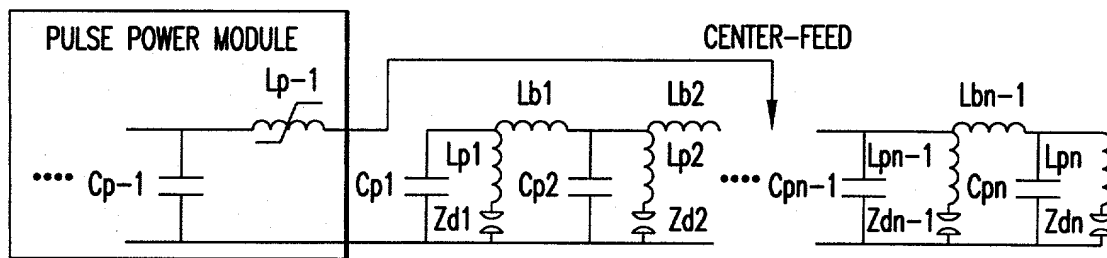 PULSE POWER MODULE
CENTER-FEED
Lp-1
Lb1
Lb2
Lbn-1
Lp1
Lp2
Lpn-1
Lpn
•••• Cp-1
Cp1
Cp2
•••• Cpn-1
Cpn
Zd1
Zd2
Zdn-1
Zdn